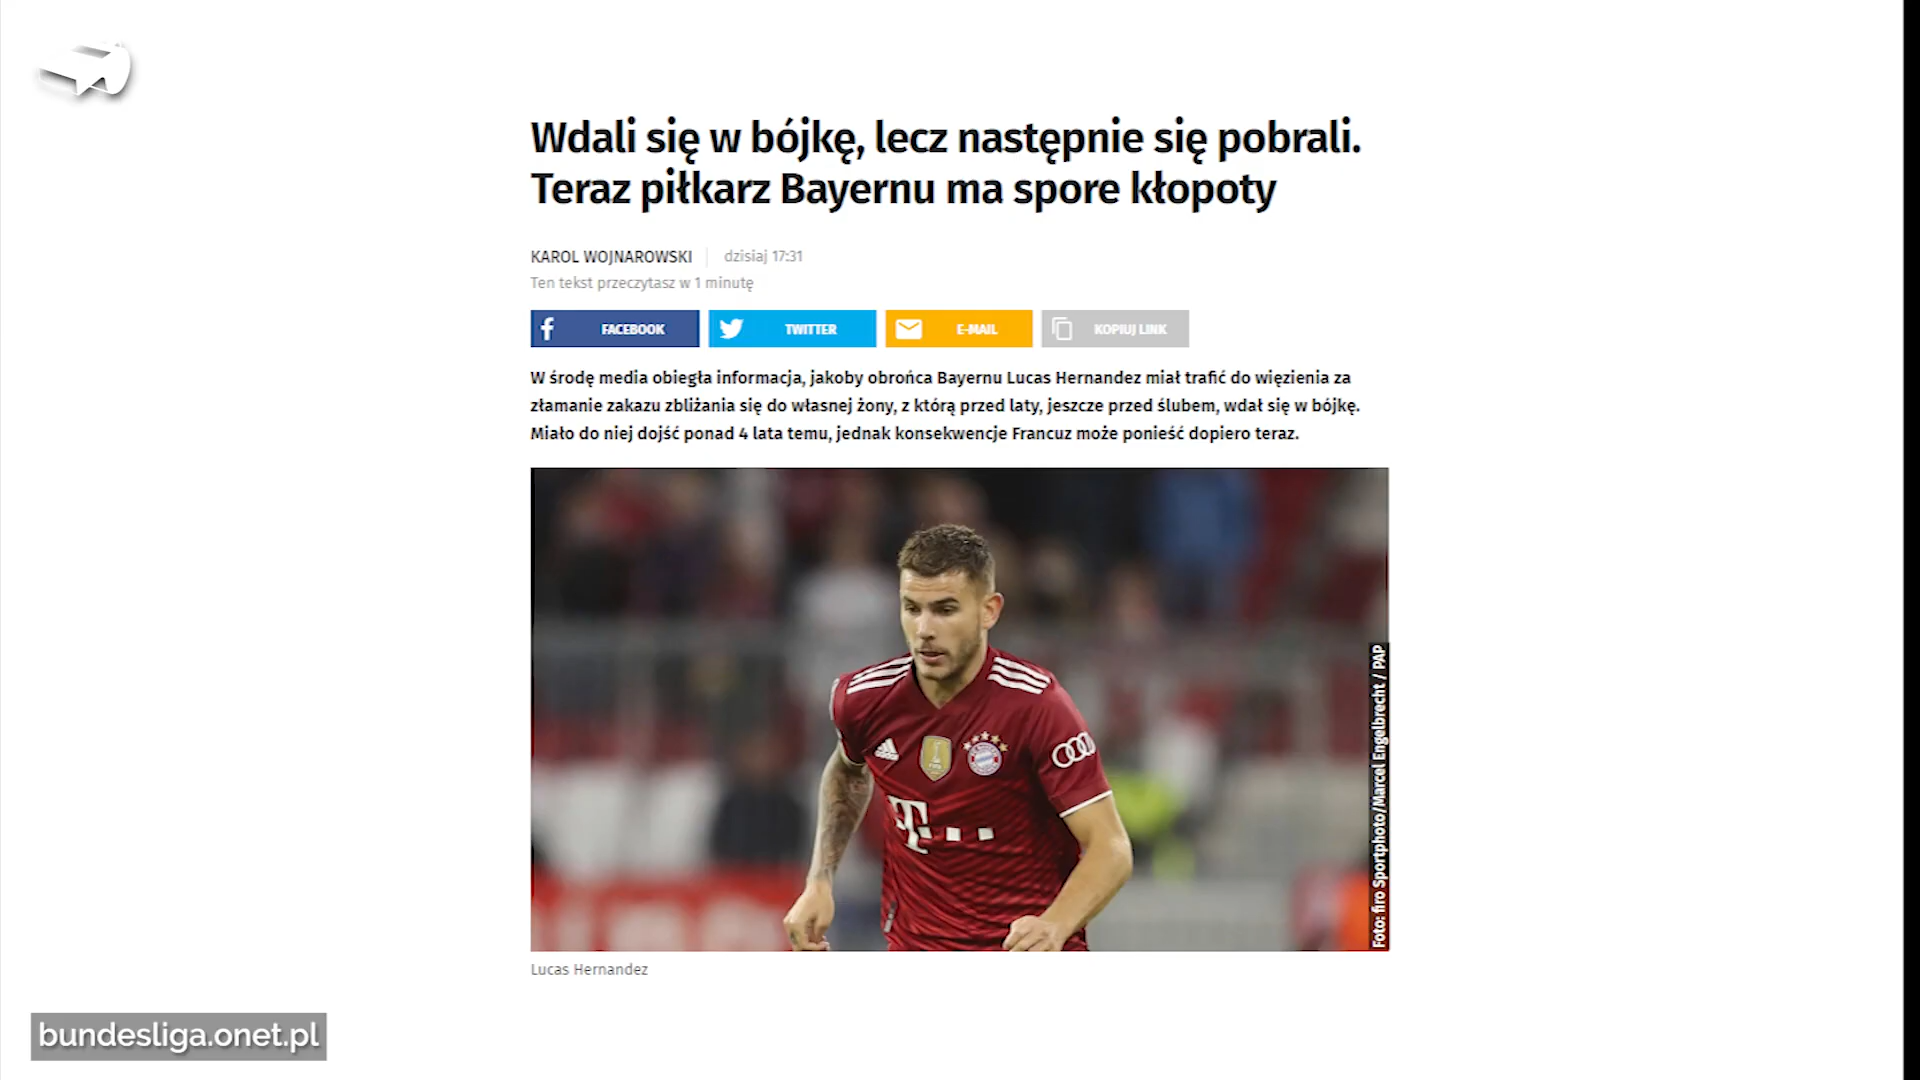 Wdali się w bójkę, lecz następnie się pobrali.
Teraz piłkarz Bayernu ma spore kłopoty
KAROL WOJNAROWSKI dzisiaj 17:31
Ten tekst przeczytasz w 1 minutę
FACEBOOK TWITTER E-MAIL KOPIUJ LINK
W środę media obiegła informacja, jakoby obrońca Bayernu Lucas Hernandez miał trafić do więzienia za
złamanie zakazu zbliżania się do własnej żony, z którą przed laty, jeszcze przed ślubem, wdał się w bójkę.
Miało do niej dojść ponad 4 lata temu, jednak konsekwencje Francuz może ponieść dopiero teraz.
Foto: firo Sportphoto/Marcel Engelbrecht / PAP
T
Lucas Hernandez
bundesliga.onet.pl